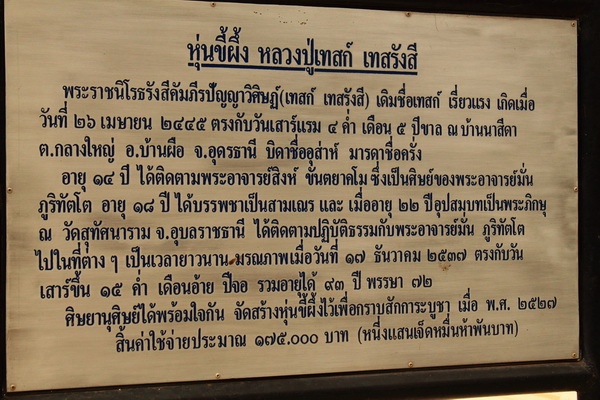 หุ่นขี้ผึ้ง หลวงปู่เทสก์ เทสรังสี
พระราชนิโรธรังสีคัมภีรปัญญาวิศิษฏ์(เทสก์ เทสรังสี) เดิมชื่อเทสก์ เรี่ยวแรง เกิดเมื่อ
วันที่ ๒๖ เมษายน ๒๔๔๕ ตรงกับวันเสาร์แรม ๔ ค่ำ เดือน ๕ ปีขาล ณ บ้านนาสีดา
ต.กลางใหญ่ อ.บ้านผือ จ.อุดรธานี บิดาชื่ออุส่าห์ มารดาชื่อครั่ง
อายุ ๑๔ ปี ได้ติดตามพระอาจารย์สิงห์ ขันตยาคโม ซึ่งเป็นศิษย์ของพระอาจารย์มั่น
ภูริทัตโต อายุ ๑๘ ปี ได้บรรพชาเป็นสามเณร และ เมื่ออายุ ๒๒ ปีอุปสมบทเป็นพระภิกษุ
ณ วัดสุทัศนาราม จ.อุบลราชธานี ได้ติดตามปฏิบัติธรรมกับพระอาจารย์มั่น ภูริทัตโต
ไปในที่ต่าง ๆ เป็นเวลายาวนาน มรณภาพเมื่อวันที่ ๑๗ ธันวาคม ๒๕๓๗ ตรงกับวัน
เสาร์ขึ้น ๑๕ ค่ำ เดือนอ้าย ปีจอ รวมอายุได้ ๙๓ ปี พรรษา ๗๒
ศิษยานุศิษย์ได้พร้อมใจกัน จัดสร้างหุ่นขี้ผึ้งไว้เพื่อกราบสักการะบูชา เมื่อ พ.ศ. ๒๕๒๗
สิ้นค่าใช้จ่ายประมาณ ๑๗๕.๐๐๐ บาท (หนึ่งแสนเจ็ดหมื่นห้าพันบาท)